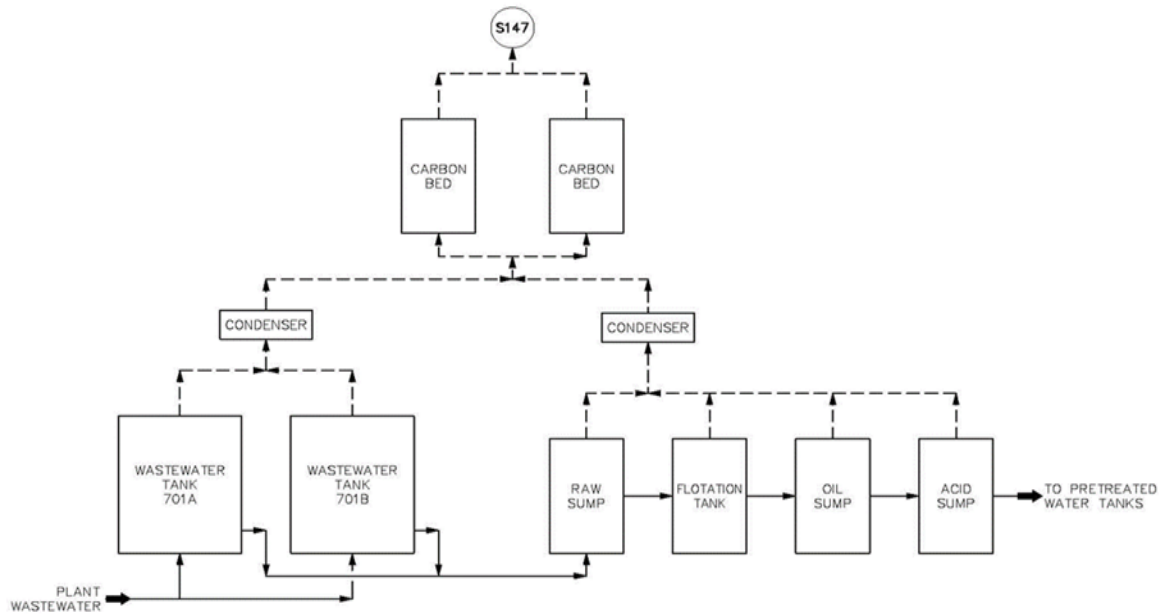 S147
CARBON
BED
CARBON
BED
CONDENSER
CONDENSER
WASTEWATER
TANK
701A
WASTEWATER
TANK
701B
RAW
SUMP
FLOTATION
TANK
OIL
SUMP
ACID
SUMP
TO PRETREATED
WATER TANKS
PLANT
WASTEWATER